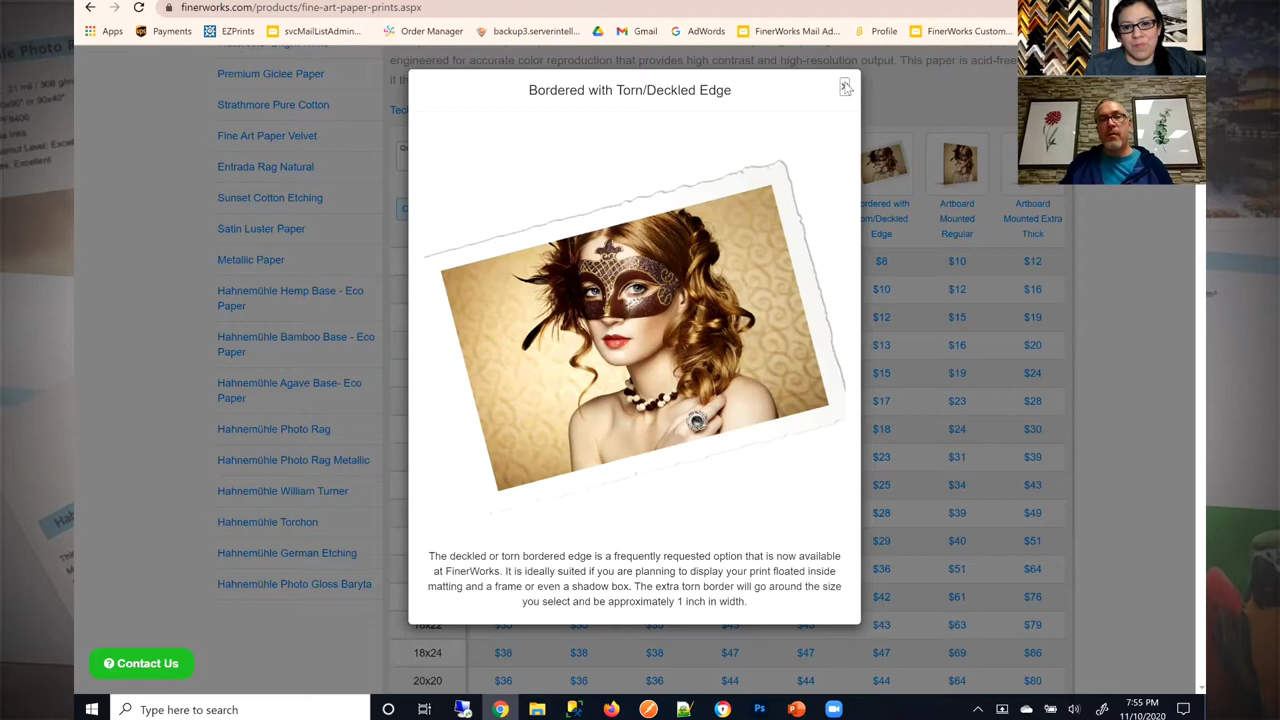 finerworks.com/products/fine-art-paper-prints.aspx
Apps
Payments
EZPrints
svcMailListAdmin...
Order Manager
backup3.serverintell...
Gmail
AdWords
FinerWorks Mail Ad...
Profile
FinerWorks Custom...
engineered for accurate color reproduction that provides high contrast and high-resolution output. This paper is acid-free
it th
Tec
Premium Giclee Paper
Strathmore Pure Cotton
Fine Art Paper Velvet
Entrada Rag Natural
Sunset Cotton Etching
Satin Luster Paper
Metallic Paper
Hahnemühle Hemp Base - Eco
Paper
Hahnemühle Bamboo Base - Eco
Paper
Hahnemühle Agave Base- Eco
Paper
Hahnemühle Photo Rag
Hahnemühle Photo Rag Metallic
Hahnemühle William Turner
Hahnemühle Torchon
Hahnemühle German Etching
Hahnemühle Photo Gloss Baryta
Bordered with Torn/Deckled Edge
The deckled or torn bordered edge is a frequently requested option that is now available
at FinerWorks. It is ideally suited if you are planning to display your print floated inside
matting and a frame or even a shadow box. The extra torn border will go around the size
you select and be approximately 1 inch in width.
ordered with
orn/Deckled
Edge
Artboard
Mounted
Regular
Artboard
Mounted Extra
Thick
$8 $10 $12
$10 $12 $16
$12 $15 $19
$13 $16 $20
$15 $19 $24
$17 $23 $28
$18 $24 $30
$23 $31 $39
$25 $34 $43
$28 $39 $49
$29 $40 $51
$36 $51 $64
$42 $61 $76
$43 $63 $79
18x24 $38 $38 $38 $47 $47 $47 $69 $86
20x20 $36 $36 $36 $44 $44 $44 $64 $80
Contact Us
Type here to search
7:55 PM
11/10/2020